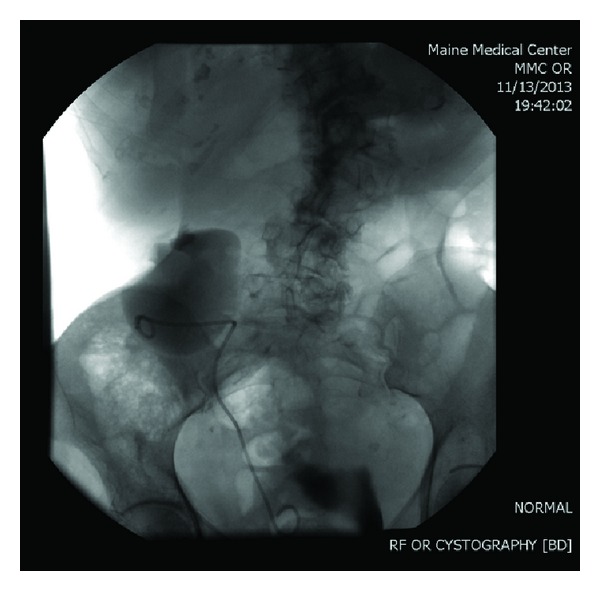 Maine Medical Center
MMC OR
11/13/2013
19:42:02
NORMAL
RF OR CYSTOGRAPHY [BD]